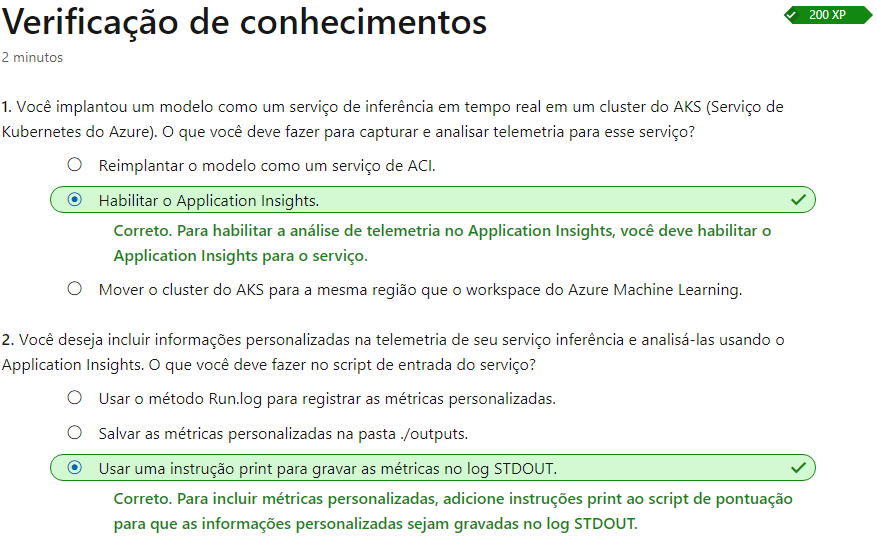 Verificação de conhecimentos
200 XP
2 minutos
1. Você implantou um modelo como um serviço de inferência em tempo real em um cluster do AKS (Serviço de
Kubernetes do Azure). O que você deve fazer para capturar e analisar telemetria para esse serviço?
Reimplantar o modelo como um serviço de ACI.
Habilitar o Application Insights.
Correto. Para habilitar a análise de telemetria no Application Insights, você deve habilitar o
Application Insights para o serviço.
Mover o cluster do AKS para a mesma região que o workspace do Azure Machine Learning.
2. Você deseja incluir informações personalizadas na telemetria de seu serviço inferência e analisá-las usando o
Application Insights. O que você deve fazer no script de entrada do serviço?
Usar o método Run.log para registrar as métricas personalizadas.
Salvar as métricas personalizadas na pasta ./outputs.
Usar uma instrução print para gravar as métricas no log STDOUT.
Correto. Para incluir métricas personalizadas, adicione instruções print ao script de pontuação
para que as informações personalizadas sejam gravadas no log STDOUT.